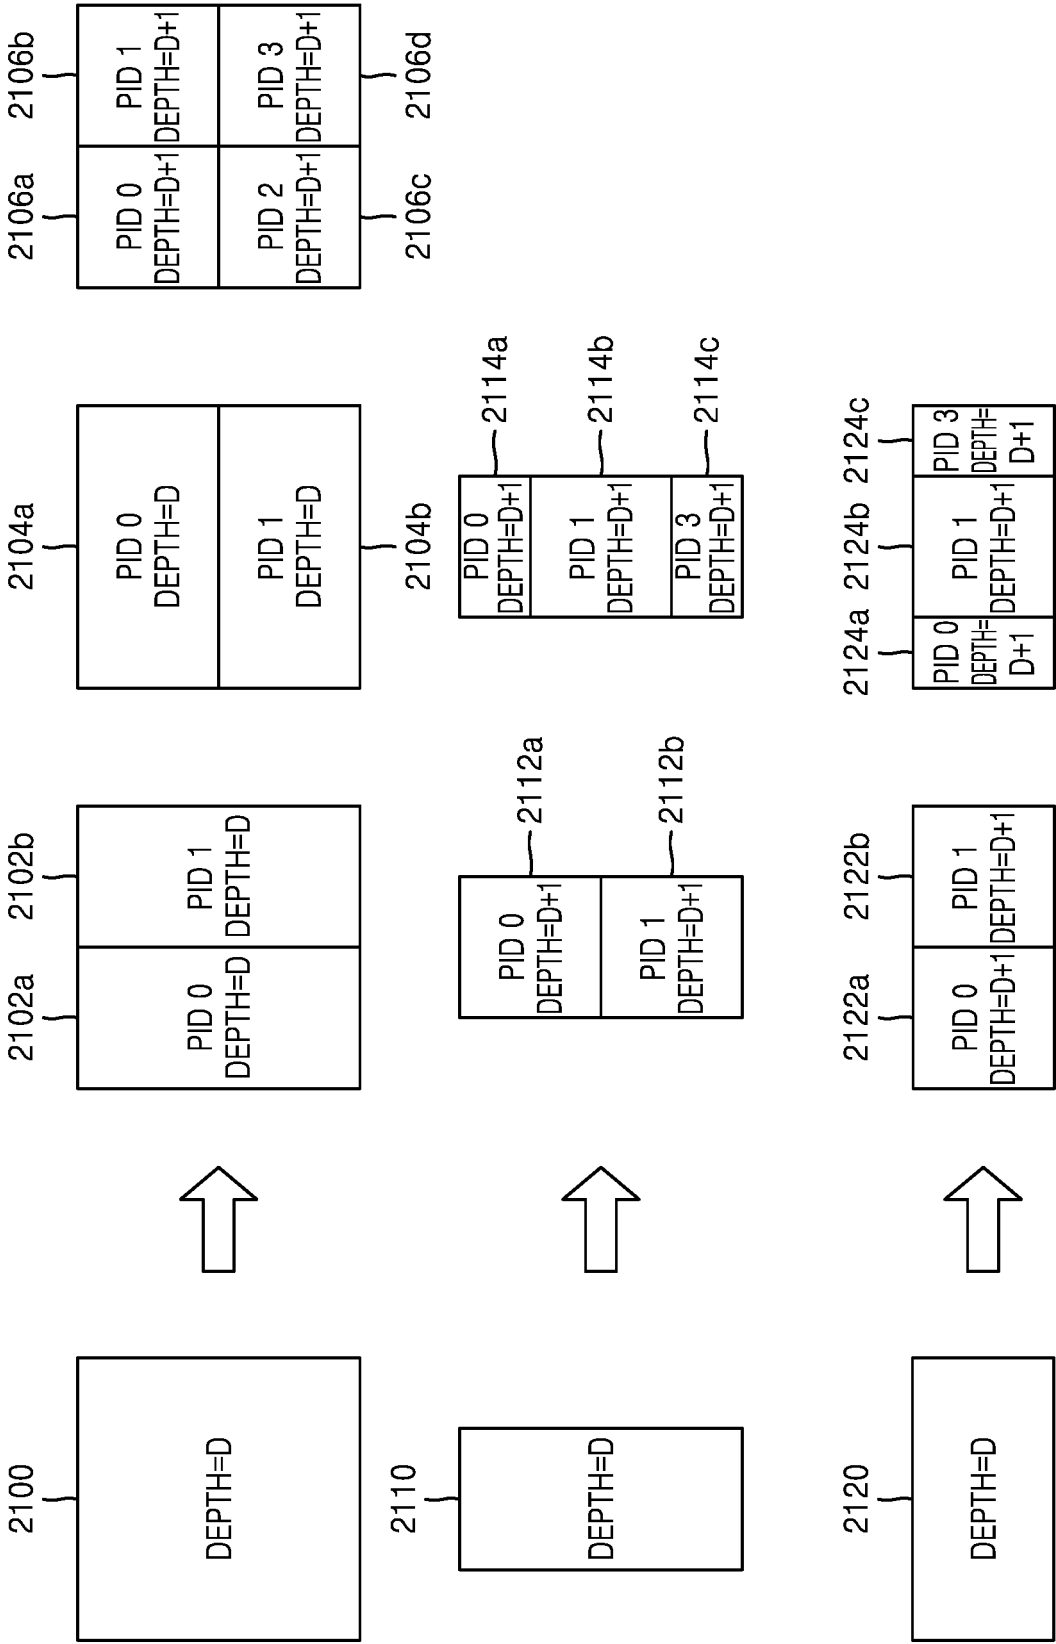 2100
2102a
2102b
2104a
2106a
2106b
DEPTH=D
PID 0
DEPTH=D
PID 1
DEPTH=D
PID 0
DEPTH=D
PID 1
DEPTH=D
PID 0
DEPTH=D+1
PID 1
DEPTH=D+1
PID 2
DEPTH=D+1
PID 3
DEPTH=D+1
2104b
2106c
2106d
2110
DEPTH=D
PID 0
DEPTH=D+1
2112a
PID 1
DEPTH=D+1
2112b
PID 0
DEPTH=D+1
2114a
PID 1
DEPTH=D+1
2114b
PID 3
DEPTH=D+1
2114c
2120
2122a
2122b
2124a
2124b
2124c
DEPTH=D
PID 0
DEPTH=D+1
PID 1
DEPTH=D+1
PID 0
DEPTH=
D+1
PID 1
DEPTH=D+1
PID 3
DEPTH=
D+1